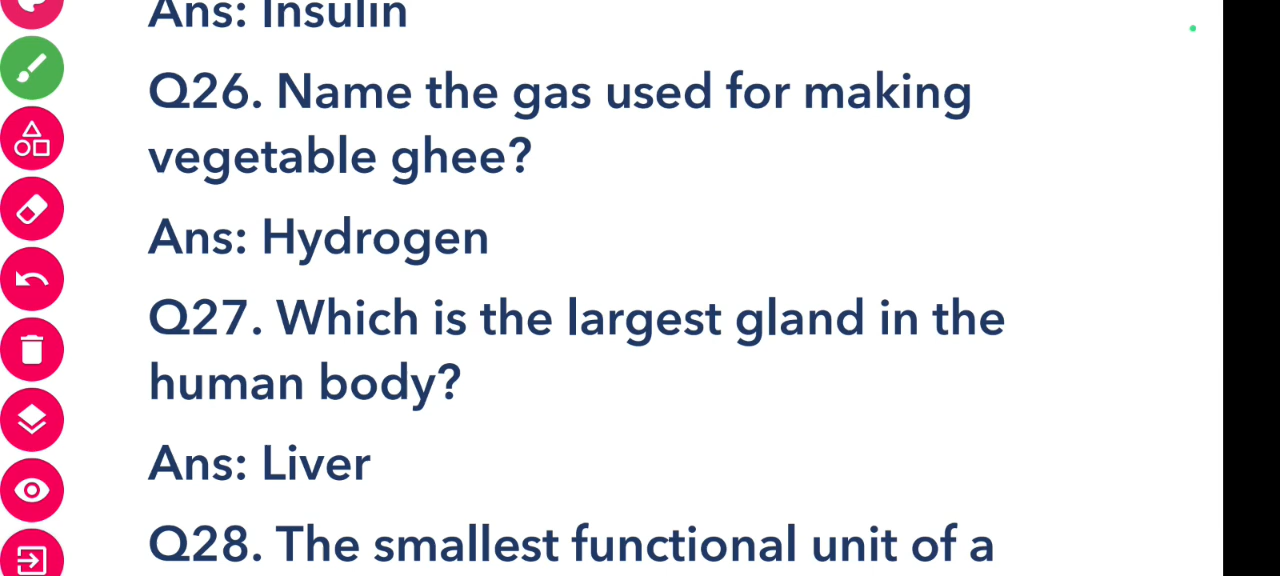 Ans: Insulin
Q26. Name the gas used for making
vegetable ghee?
Ans: Hydrogen
Q27. Which is the largest gland in the
human body?
Ans: Liver
Q28. The smallest functional unit of a